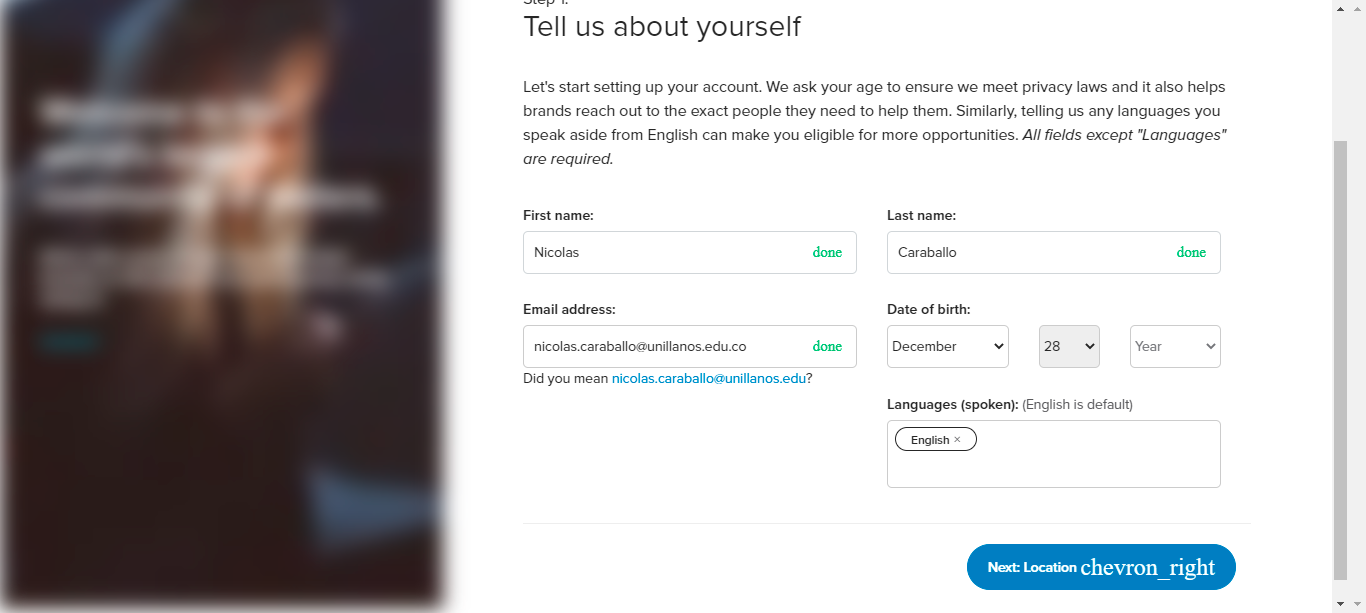 Step 1:
Tell us about yourself
Let's start setting up your account. We ask your age to ensure we meet privacy laws and it also helps
brands reach out to the exact people they need to help them. Similarly, telling us any languages you
speak aside from English can make you eligible for more opportunities. All fields except "Languages"
are required.
First name:
Last name:
Nicolas done
Caraballo done
Email address:
Date of birth:
nicolas.caraballo@unillanos.edu.co done
December 28 Year
Did you mean nicolas.caraballo@unillanos.edu?
Languages (spoken): (English is default)
English ×
Next: Location chevron_right